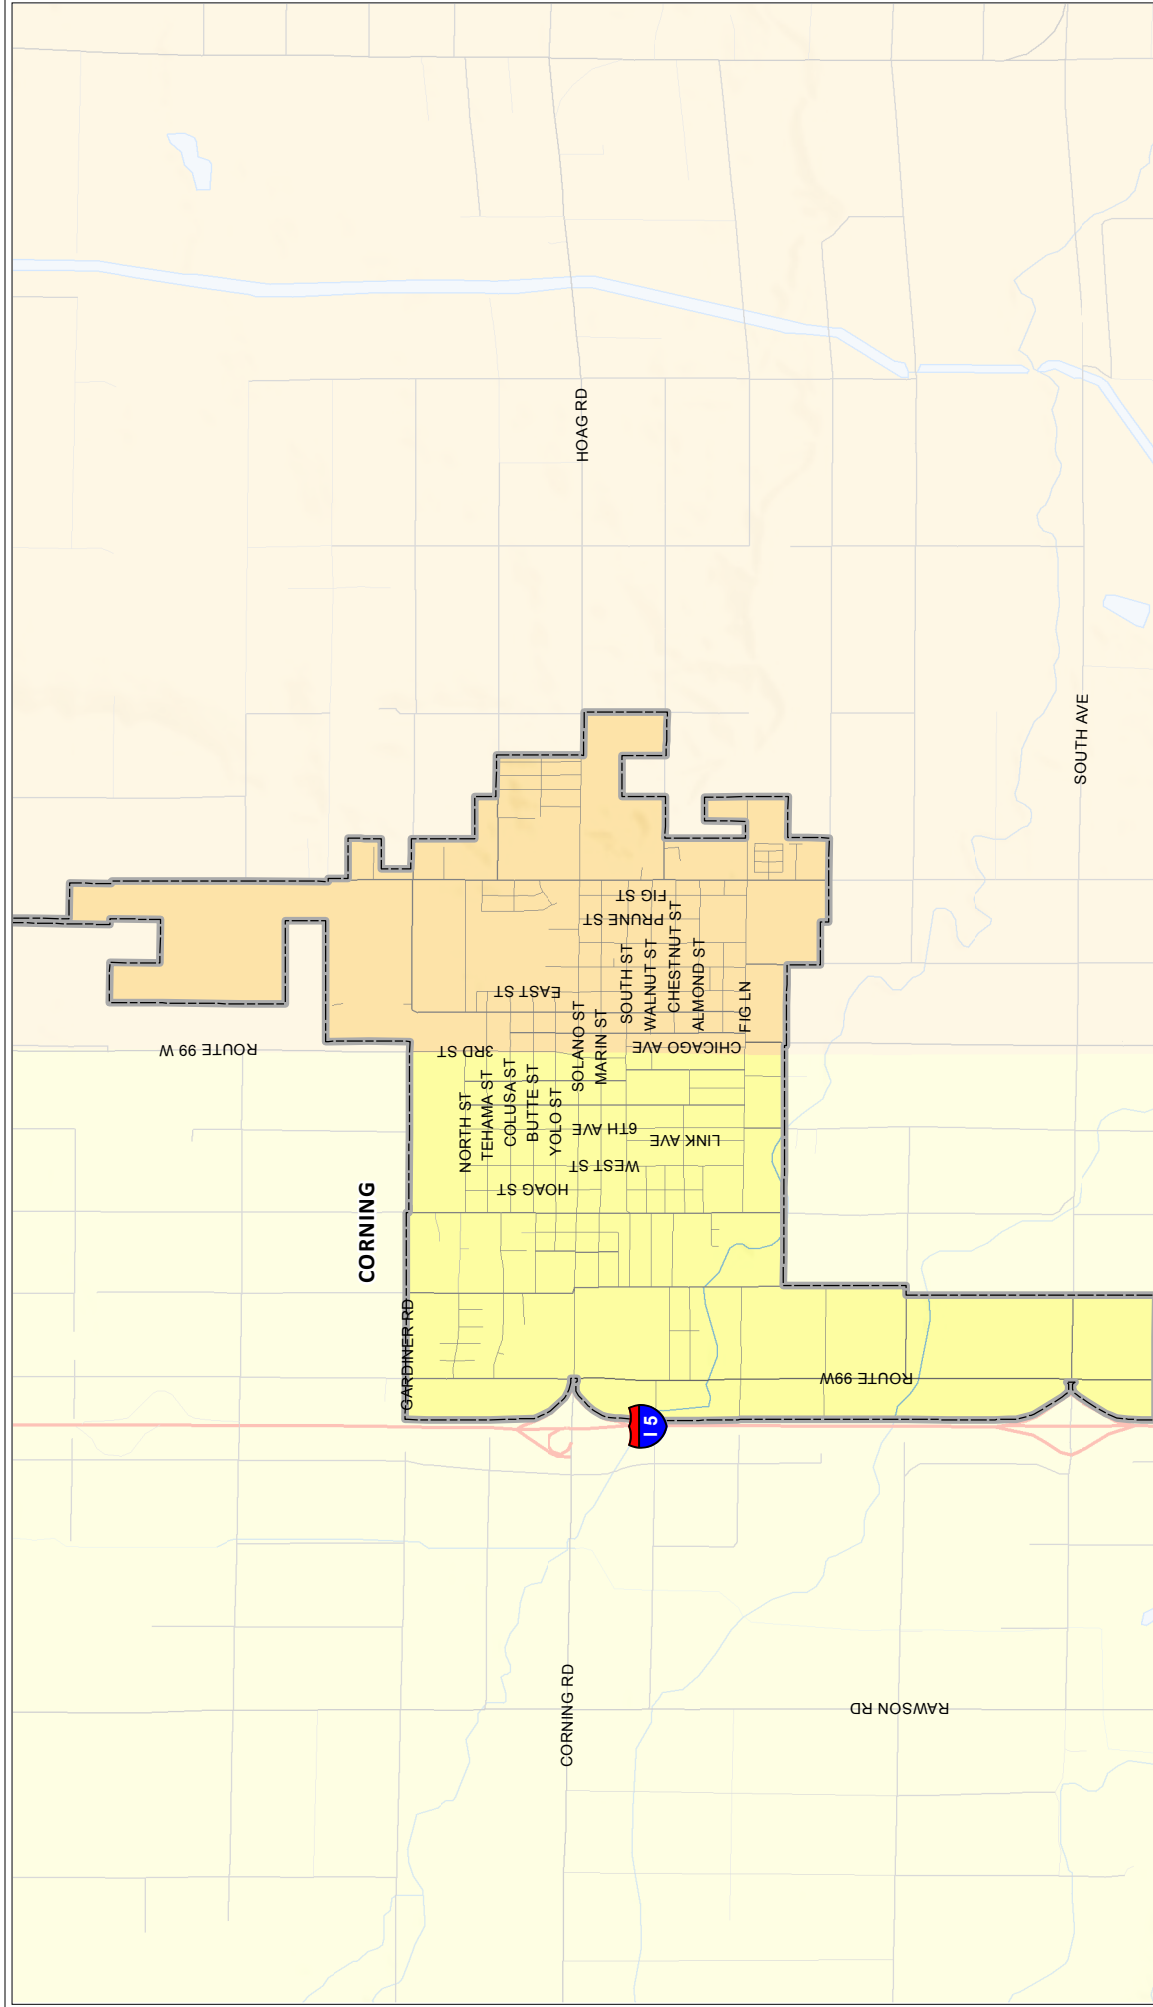 HOAG RD
SOUTH AVE
FIG ST
PRUNE ST
CHESTNUT ST
SOUTH ST
WALNUT ST
ALMOND ST
EAST ST
FIG LN
SOLANO ST
MARIN ST
CHICAGO AVE
3RD ST
ROUTE 99 W
NORTH ST
TEHAMA ST
COLUSA ST
BUTTE ST
YOLO ST
6TH AVE
LINK AVE
WEST ST
HOAG ST
CORNING
GARDINER RD
ROUTE 99W
I 5
CORNING RD
RAWSON RD